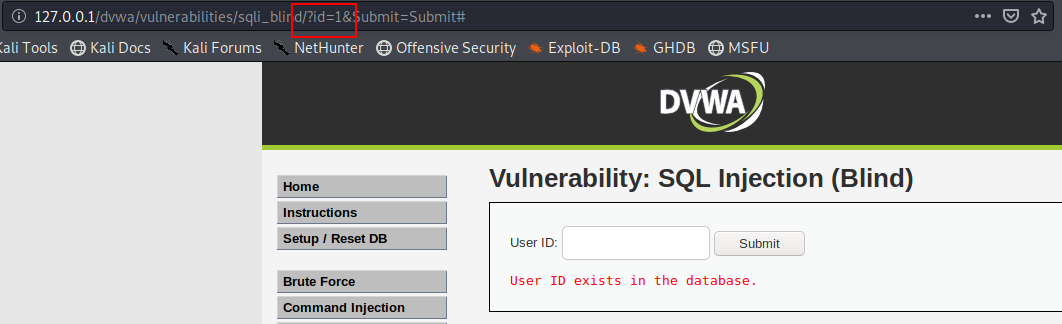 127.0.0.1/dvwa/vulnerabilities/sqli_blind/?id=1&Submit=Submit#
Kali Tools Kali Docs Kali Forums NetHunter Offensive Security Exploit-DB GHDB MSFU
DVWA
Vulnerability: SQL Injection (Blind)
Home
Instructions
Setup / Reset DB
User ID: Submit
User ID exists in the database.
Brute Force
Command Injection